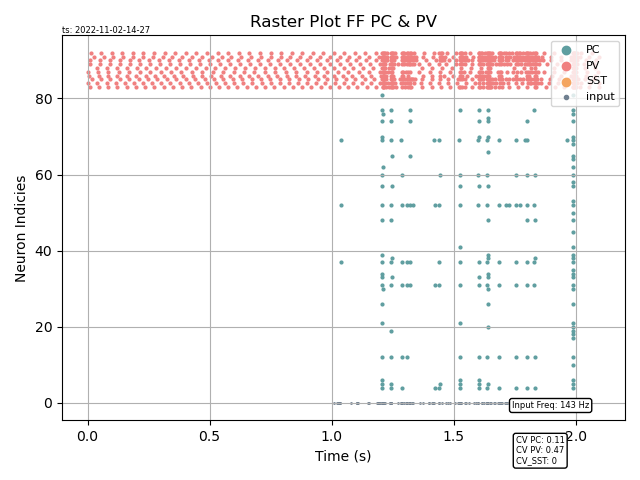 Raster Plot FF PC & PV
ts: 2022-11-02-14-27
PC
PV
SST
input
80
60
40
20
0
Neuron Indicies
Input Freq: 143 Hz
0.0 0.5 1.0 1.5 2.0
Time (s)
CV PC: 0.11
CV PV: 0.47
CV_SST: 0